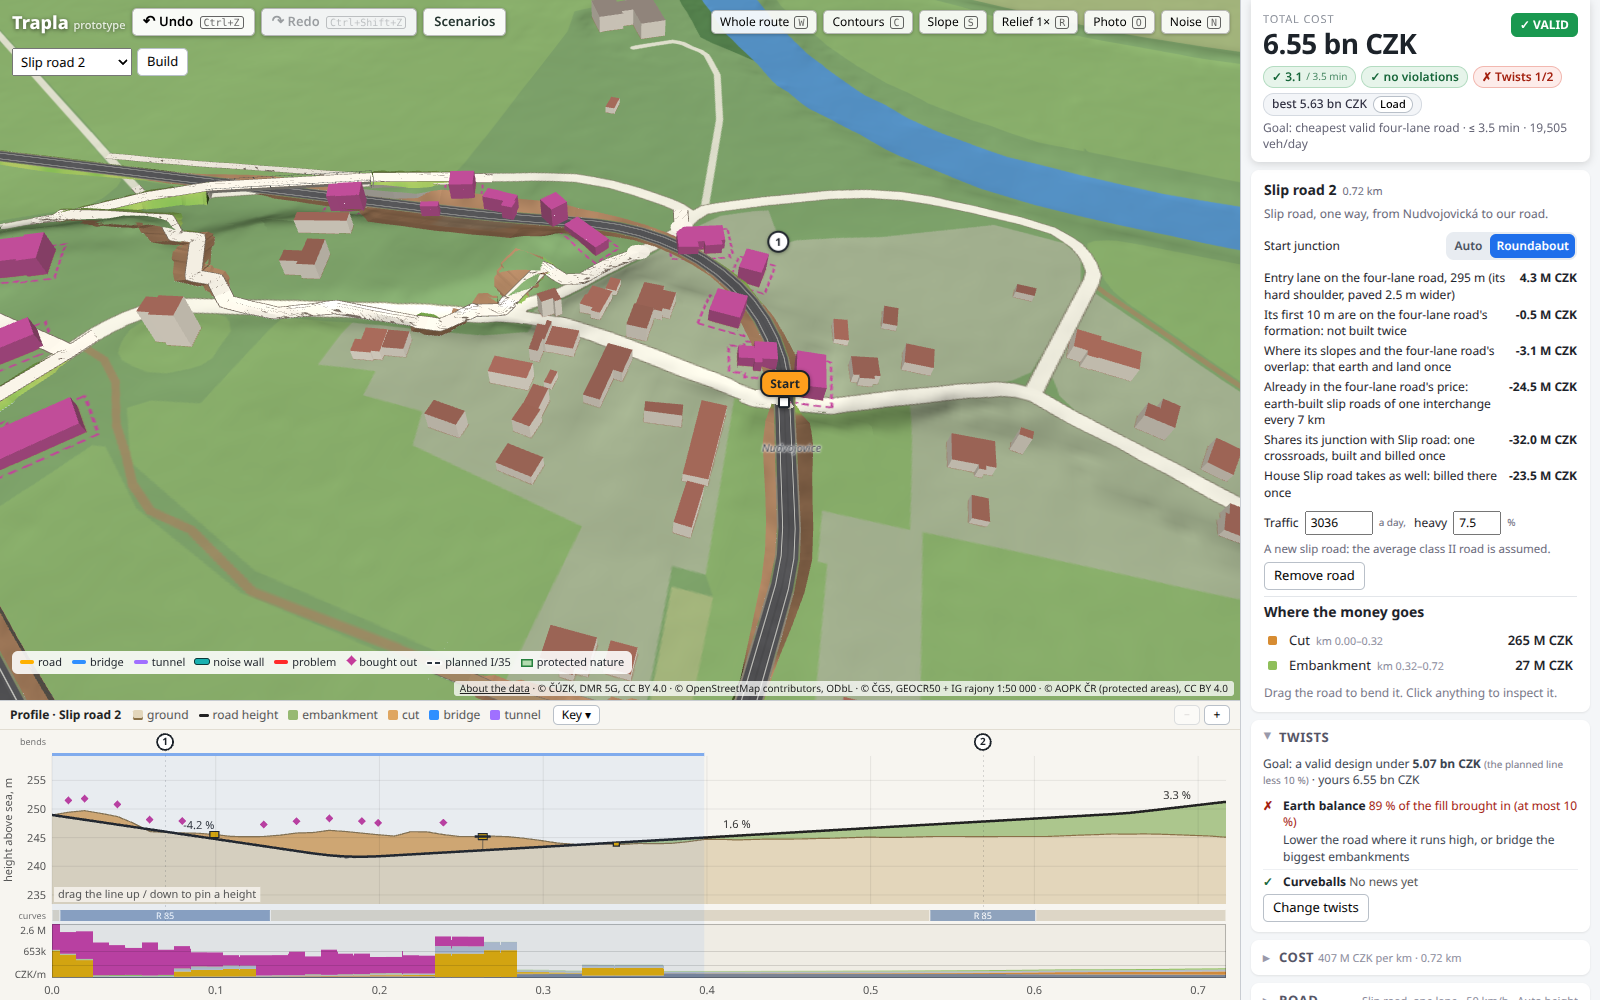 Trapla prototype
↶ Undo Ctrl+Z
↷ Redo Ctrl+Shift+Z
Scenarios
Whole route W
Contours C
Slope S
Relief 1× R
Photo O
Noise N
Slip road 2
Build
1
Start
Nudvojovice
road
bridge
tunnel
noise wall
problem
bought out
planned I/35
protected nature
About the data · © ČÚZK, DMR 5G, CC BY 4.0 · © OpenStreetMap contributors, ODbL · © ČGS, GEOCR50 + IG rajony 1:50 000 · © AOPK ČR (protected areas), CC BY 4.0
Profile · Slip road 2
ground
road height
embankment
cut
bridge
tunnel
Key ▾
−
+
bends
1
2
height above sea, m
255
250
245
240
235
-4.2 %
1.6 %
3.3 %
drag the line up / down to pin a height
curves
R 85
R 85
2.6 M
653k
CZK/m
0.0
0.1
0.2
0.3
0.4
0.5
0.6
0.7
TOTAL COST
6.55 bn CZK
✓ VALID
✓ 3.1 / 3.5 min
✓ no violations
✗ Twists 1/2
best 5.63 bn CZK Load
Goal: cheapest valid four-lane road · ≤ 3.5 min · 19,505
veh/day
Slip road 2 0.72 km
Slip road, one way, from Nudvojovická to our road.
Start junction
Auto
Roundabout
Entry lane on the four-lane road, 295 m (its 4.3 M CZK
hard shoulder, paved 2.5 m wider)
Its first 10 m are on the four-lane road's -0.5 M CZK
formation: not built twice
Where its slopes and the four-lane road's -3.1 M CZK
overlap: that earth and land once
Already in the four-lane road's price: -24.5 M CZK
earth-built slip roads of one interchange
every 7 km
Shares its junction with Slip road: one -32.0 M CZK
crossroads, built and billed once
House Slip road takes as well: billed there -23.5 M CZK
once
Traffic 3036 a day, heavy 7.5 %
A new slip road: the average class II road is assumed.
Remove road
Where the money goes
Cut km 0.00–0.32 265 M CZK
Embankment km 0.32–0.72 27 M CZK
Drag the road to bend it. Click anything to inspect it.
▼ TWISTS
Goal: a valid design under 5.07 bn CZK (the planned line
less 10 %) · yours 6.55 bn CZK
✗ Earth balance 89 % of the fill brought in (at most 10
%)
Lower the road where it runs high, or bridge the
biggest embankments
✓ Curveballs No news yet
Change twists
▶ COST 407 M CZK per km · 0.72 km